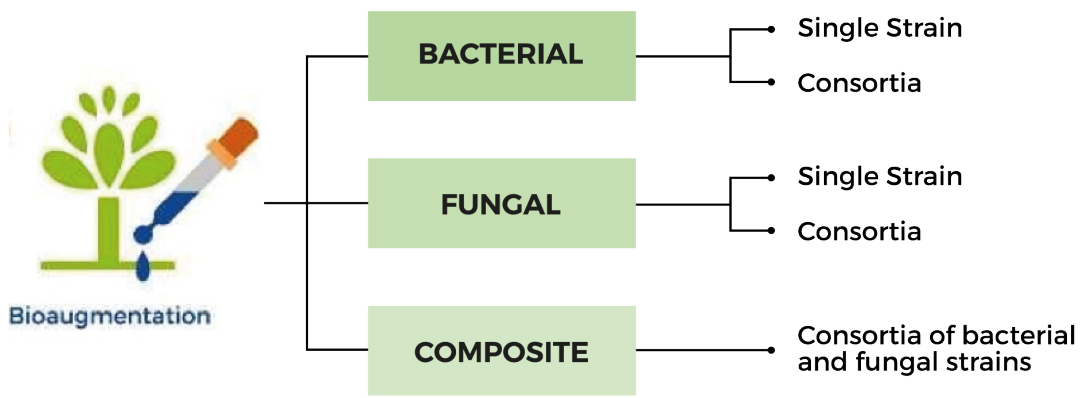 Bioaugmentation
BACTERIAL
Single Strain
Consortia
FUNGAL
Single Strain
Consortia
COMPOSITE
Consortia of bacterial
and fungal strains